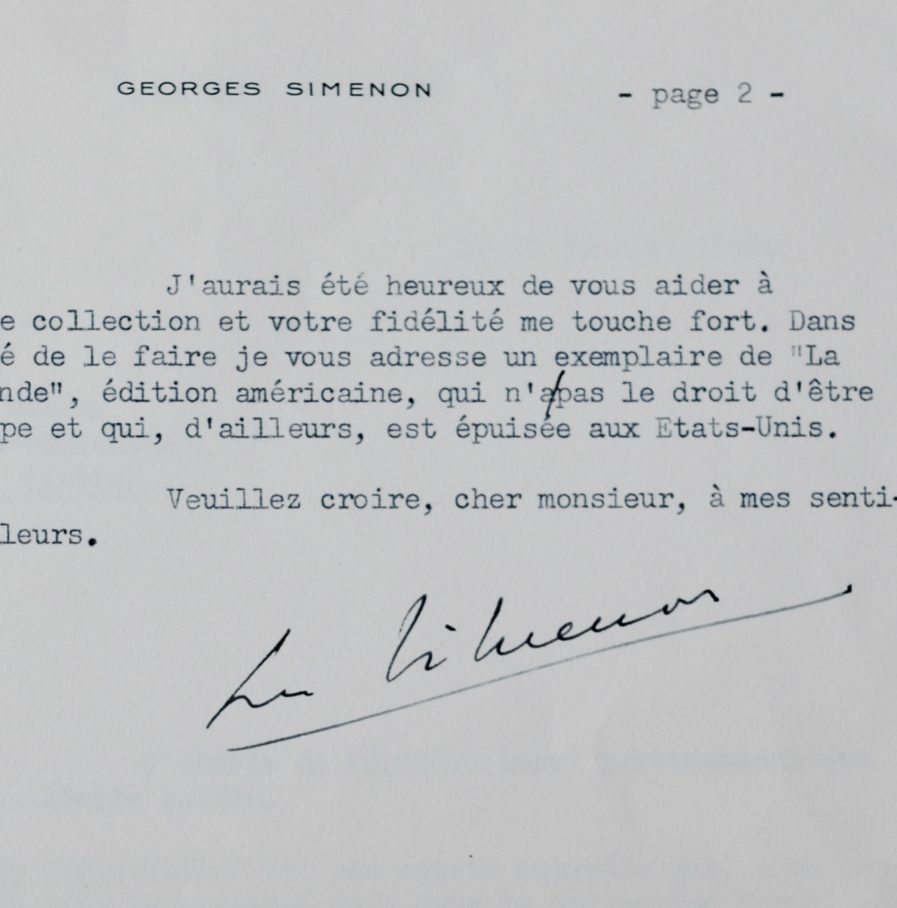 GEORGES SIMENON - page 2 -
J'aurais été heureux de vous aider à
e collection et votre fidélité me touche fort. Dans
é de le faire je vous adresse un exemplaire de "La
nde", édition américaine, qui n'a/pas le droit d'être
pe et qui, d'ailleurs, est épuisée aux Etats-Unis.
Veuillez croire, cher monsieur, à mes senti-
leurs.
Simenon